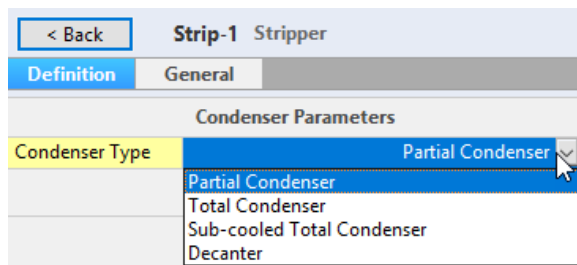 < Back Strip-1 Stripper
Definition General
Condenser Parameters
Condenser Type Partial Condenser
Partial Condenser
Total Condenser
Sub-cooled Total Condenser
Decanter